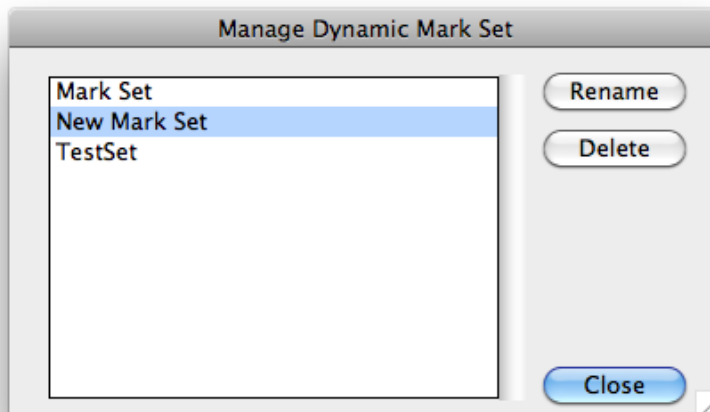 Manage Dynamic Mark Set
Mark Set
New Mark Set
TestSet
Rename
Delete
Close